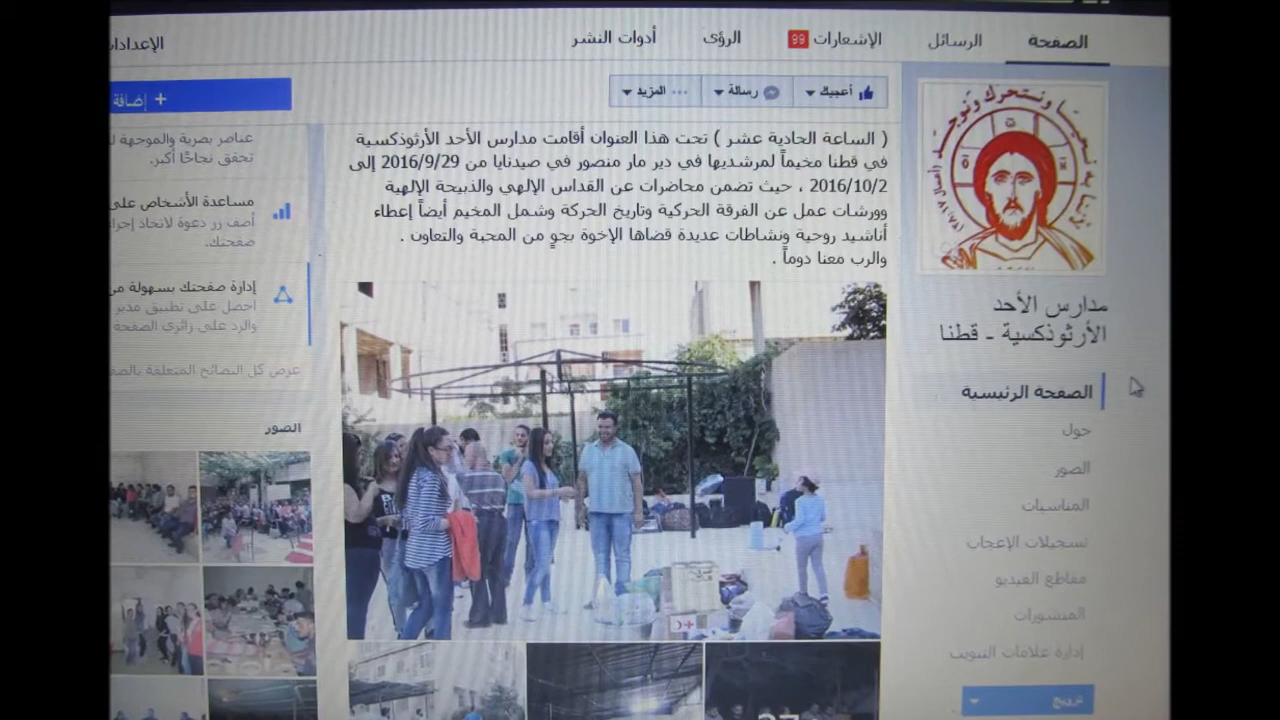 الصفحة
الرسائل
الإشعارات 99
الرؤى
أدوات النشر
أعجبك
رسالة
المزيد
+ إضافة
( الساعة الحادية عشر ) تحت هذا العنوان أقامت مدارس الأحد الأرثوذكسية
في قطنا مخيماً لمرشديها في دير مار منصور في صيدنايا من 2016/9/29 إلى
2016/10/2 ، حيث تضمن محاضرات عن القداس الإلهي والذبيحة الإلهية
وورشات عمل عن الفرقة الحركية وتاريخ الحركة وشمل المخيم أيضاً إعطاء
أناشيد روحية ونشاطات عديدة قضاها الإخوة بجوٍ من المحبة والتعاون .
والرب معنا دوماً .
مدارس الأحد
الأرثوذكسية - قطنا
الصفحة الرئيسية
حول
الصور
المناسبات
تسجيلات الإعجاب
مقاطع الفيديو
المنشورات
إدارة علامات التبويب
ترويج
عناصر بصرية والموجهة
تحقق نجاحًا أكبر.
مساعدة الأشخاص على
أضف زر دعوة لاتخاذ
صفحتك.
إدارة صفحتك بسهولة
احصل على تطبيق مدير
والرد على زائري الصفحة
عرض كل النصائح المتعلقة
الصور